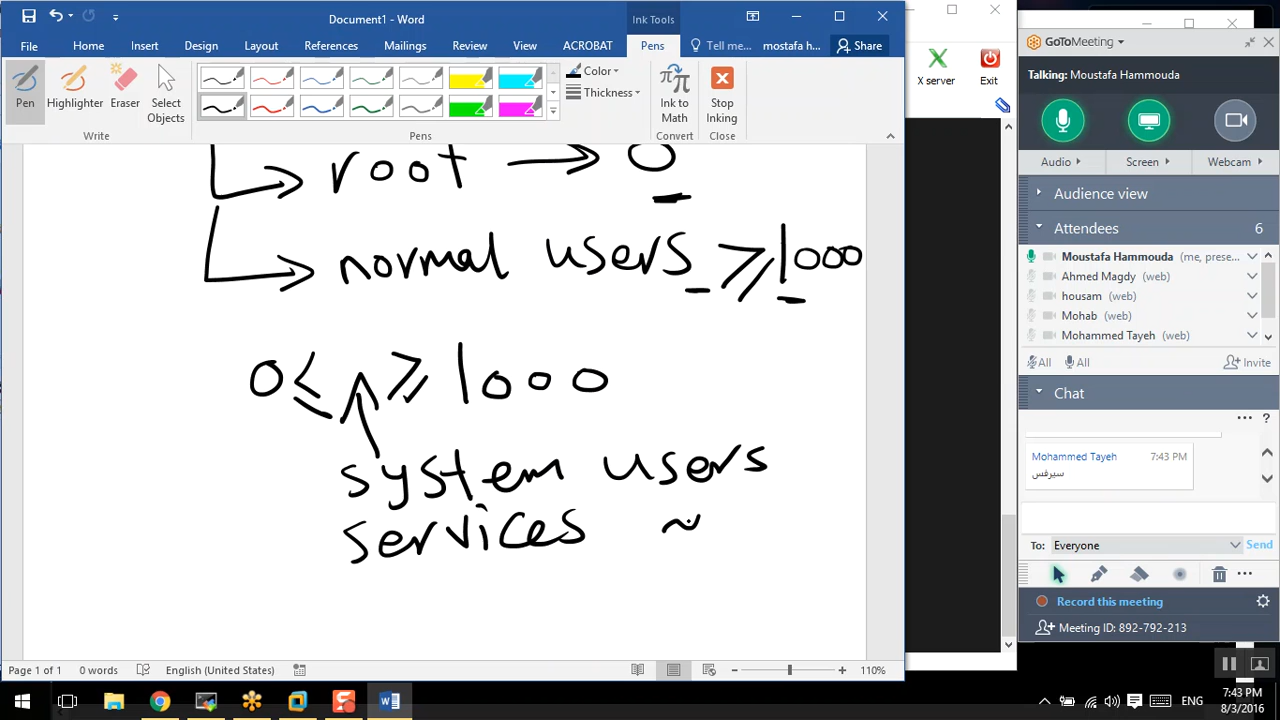 Document1 - Word
Ink Tools
File
Home
Insert
Design
Layout
References
Mailings
Review
View
ACROBAT
Pens
Tell me...
mostafa h...
Share
Pen
Highlighter
Eraser
Select Objects
Color
Thickness
Ink to Math
Stop Inking
Write
Pens
Convert
Close
root → 0
normal users ≥ 1000
0 ≤ ^ ≥ 1000
system users
services ~
Page 1 of 1
0 words
English (United States)
110%
X server
Exit
GoToMeeting
Talking: Moustafa Hammouda
Audio
Screen
Webcam
Audience view
Attendees
6
Moustafa Hammouda (me, prese...
Ahmed Magdy (web)
housam (web)
Mohab (web)
Mohammed Tayeh (web)
All
All
Invite
Chat
... ?
Mohammed Tayeh 7:43 PM
سيرفس
To: Everyone
Send
Record this meeting
Meeting ID: 892-792-213
ENG
7:43 PM
8/3/2016